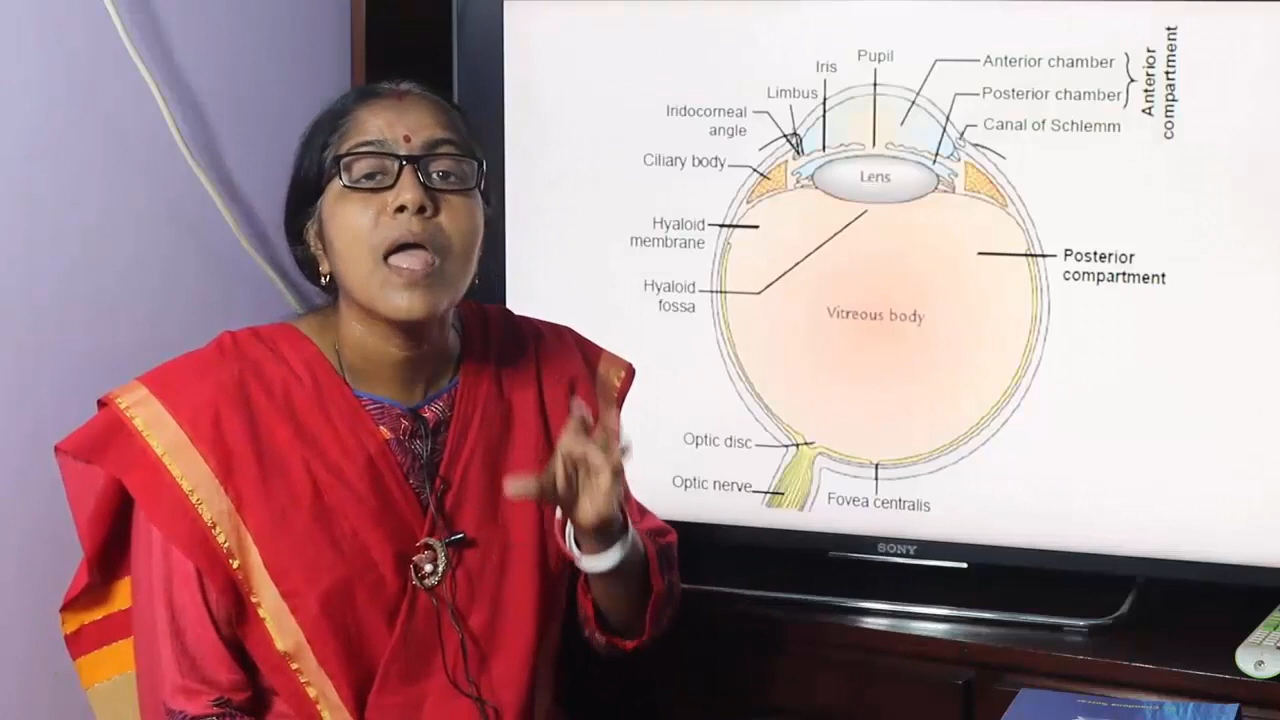 Pupil
Iris
Limbus
Iridocorneal
angle
Ciliary body
Anterior chamber
Posterior chamber
Anterior
compartment
Canal of Schlemm
Lens
Hyaloid
membrane
Hyaloid
fossa
Posterior
compartment
Vitreous body
Optic disc
Optic nerve
Fovea centralis
SONY